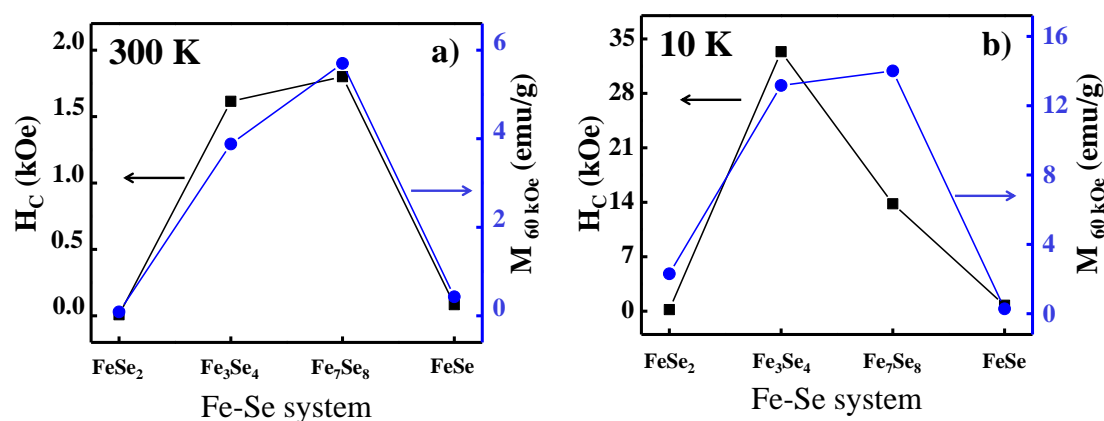 300 K
a)
H_C (kOe)
2.0
1.5
1.0
0.5
0.0
6
4
2
0
M_60 kOe (emu/g)
FeSe₂ Fe₃Se₄ Fe₇Se₈ FeSe
Fe-Se system
10 K
b)
H_C (kOe)
35
28
21
14
7
0
16
12
8
4
0
M_60 kOe (emu/g)
FeSe₂ Fe₃Se₄ Fe₇Se₈ FeSe
Fe-Se system